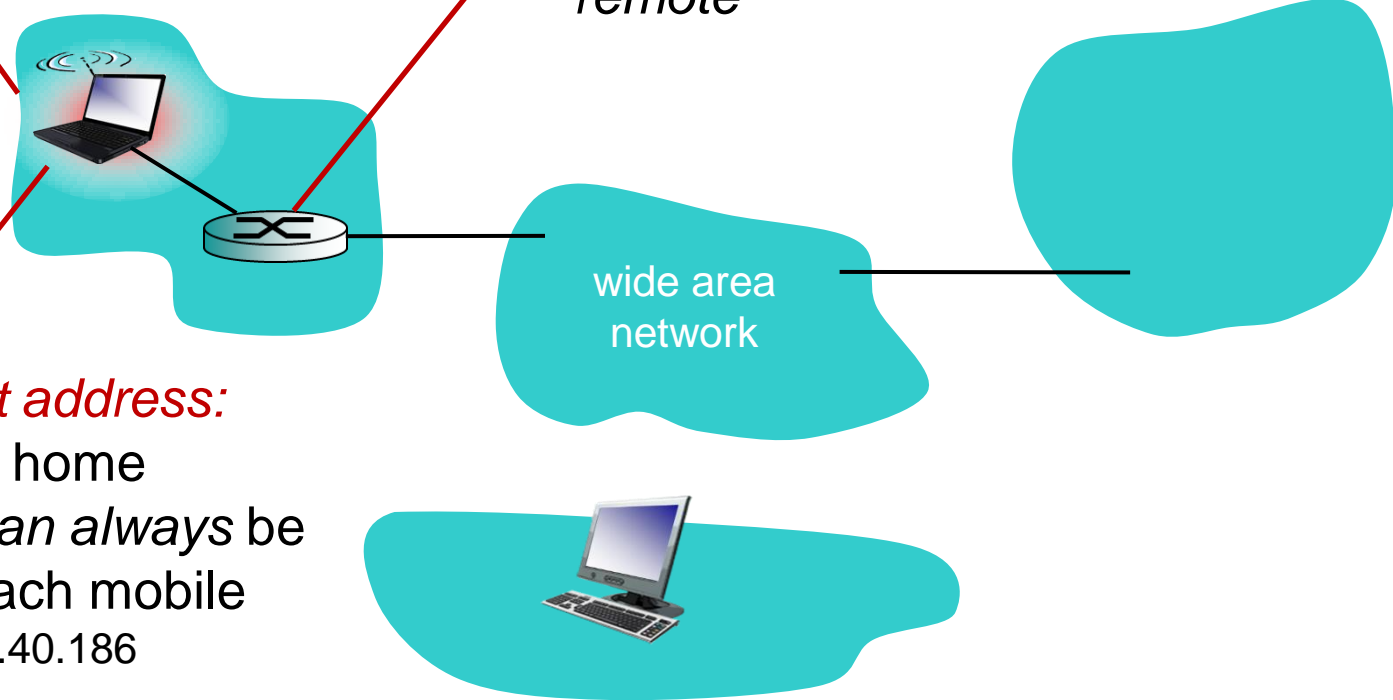 remote
wide area
network
t address:
home
an always be
ach mobile
.40.186